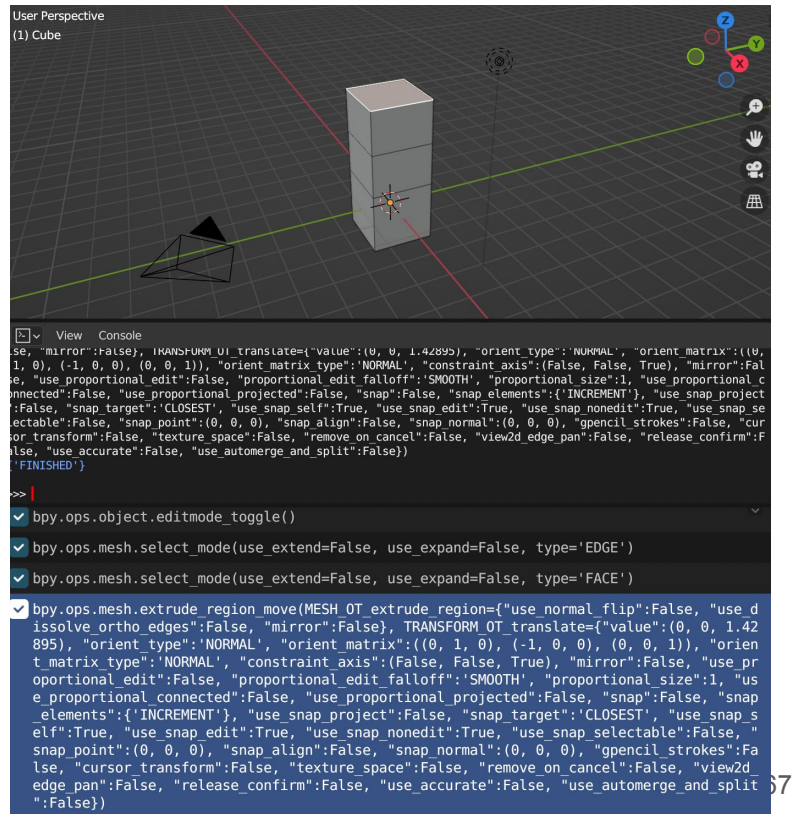 User Perspective
(1) Cube
Z
Y
X
View Console
lse, "mirror":False}, TRANSFORM_OT_translate={"value":(0, 0, 1.42895), "orient_type":'NORMAL', "orient_matrix":((0,
1, 0), (-1, 0, 0), (0, 0, 1)), "orient_matrix_type":'NORMAL', "constraint_axis":(False, False, True), "mirror":Fal
se, "use_proportional_edit":False, "proportional_edit_falloff":'SMOOTH', "proportional_size":1, "use_proportional_c
onnected":False, "use_proportional_projected":False, "snap":False, "snap_elements":{'INCREMENT'}, "use_snap_project
":False, "snap_target":'CLOSEST', "use_snap_self":True, "use_snap_edit":True, "use_snap_nonedit":True, "use_snap_se
lectable":False, "snap_point":(0, 0, 0), "snap_align":False, "snap_normal":(0, 0, 0), "gpencil_strokes":False, "cur
sor_transform":False, "texture_space":False, "remove_on_cancel":False, "view2d_edge_pan":False, "release_confirm":F
alse, "use_accurate":False, "use_automerge_and_split":False})
{'FINISHED'}
>>>
bpy.ops.object.editmode_toggle()
bpy.ops.mesh.select_mode(use_extend=False, use_expand=False, type='EDGE')
bpy.ops.mesh.select_mode(use_extend=False, use_expand=False, type='FACE')
bpy.ops.mesh.extrude_region_move(MESH_OT_extrude_region={"use_normal_flip":False, "use_d
issolve_ortho_edges":False, "mirror":False}, TRANSFORM_OT_translate={"value":(0, 0, 1.42
895), "orient_type":'NORMAL', "orient_matrix":((0, 1, 0), (-1, 0, 0), (0, 0, 1)), "orien
t_matrix_type":'NORMAL', "constraint_axis":(False, False, True), "mirror":False, "use_pr
oportional_edit":False, "proportional_edit_falloff":'SMOOTH', "proportional_size":1, "us
e_proportional_connected":False, "use_proportional_projected":False, "snap":False, "snap
_elements":{'INCREMENT'}, "use_snap_project":False, "snap_target":'CLOSEST', "use_snap_s
elf":True, "use_snap_edit":True, "use_snap_nonedit":True, "use_snap_selectable":False, "
snap_point":(0, 0, 0), "snap_align":False, "snap_normal":(0, 0, 0), "gpencil_strokes":Fa
lse, "cursor_transform":False, "texture_space":False, "remove_on_cancel":False, "view2d_
edge_pan":False, "release_confirm":False, "use_accurate":False, "use_automerge_and_split
":False})
67